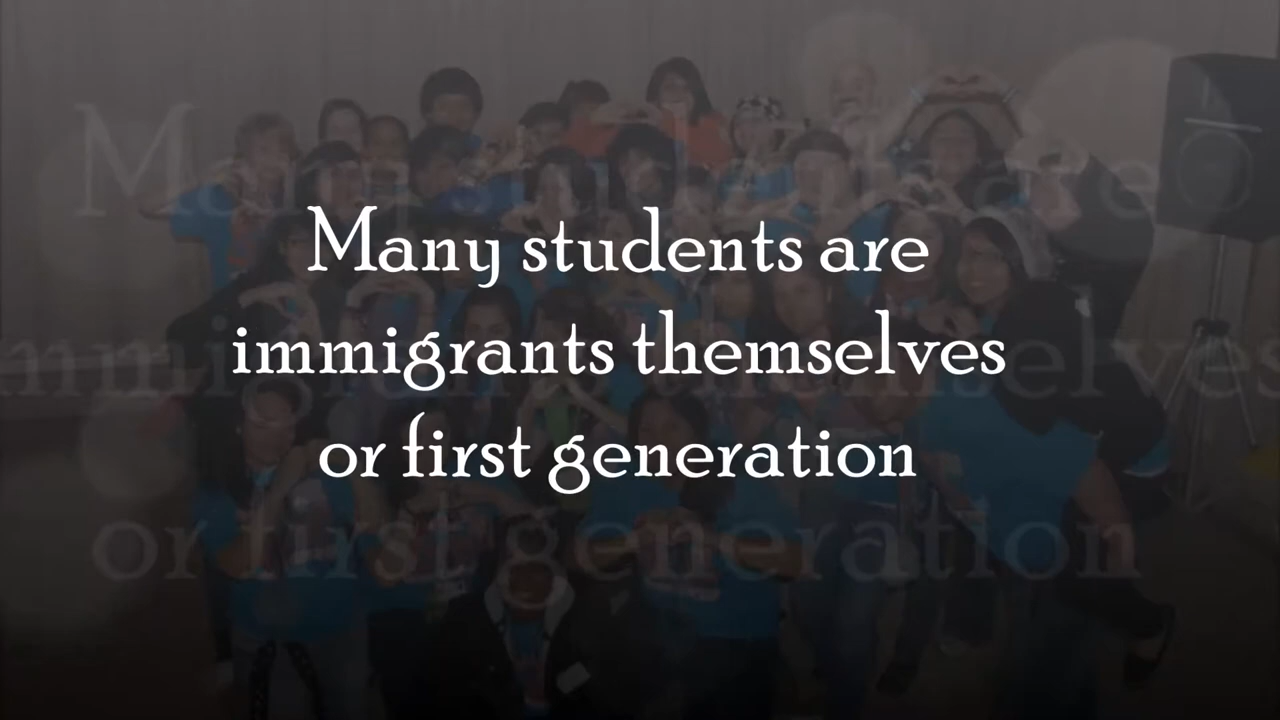 Many students are
immigrants themselves
or first generation